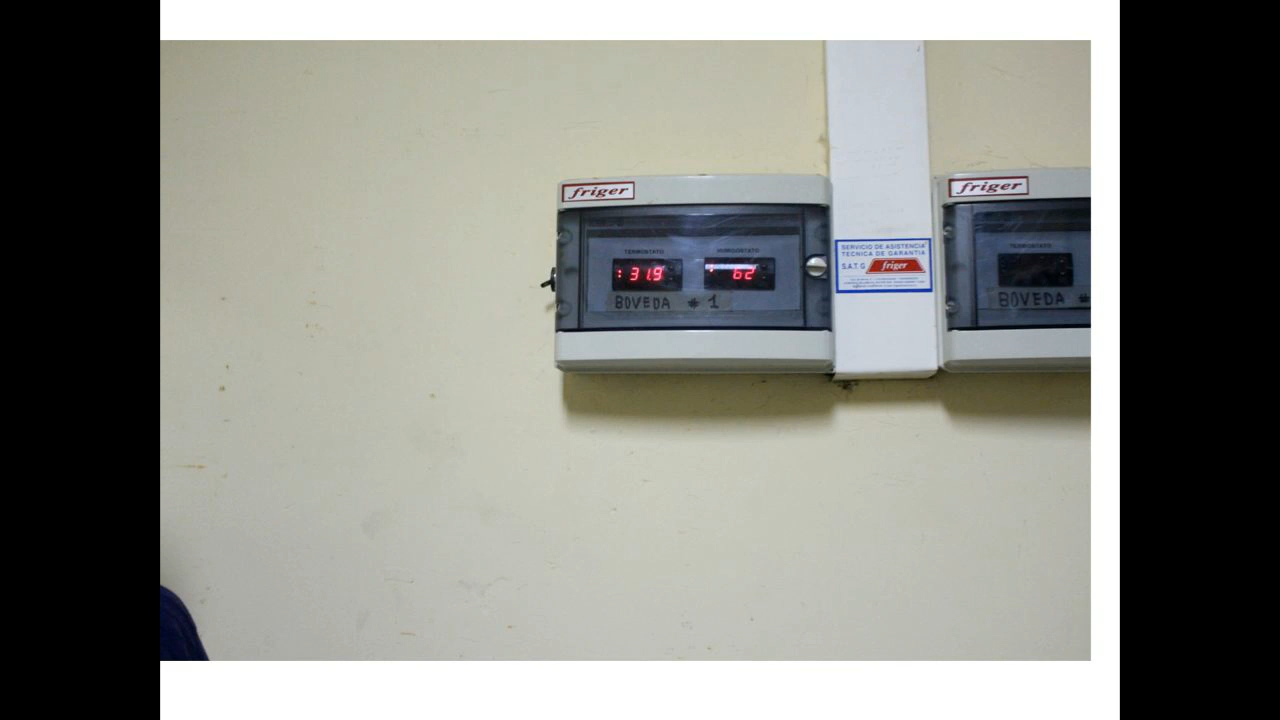 friger
TERMOSTATO
HUMIDOSTATO
31.9
62
BOVEDA # 1
SERVICIO DE ASISTENCIA
TECNICA DE GARANTIA
S.A.T. G friger
friger
TERMOSTATO
BOVEDA #